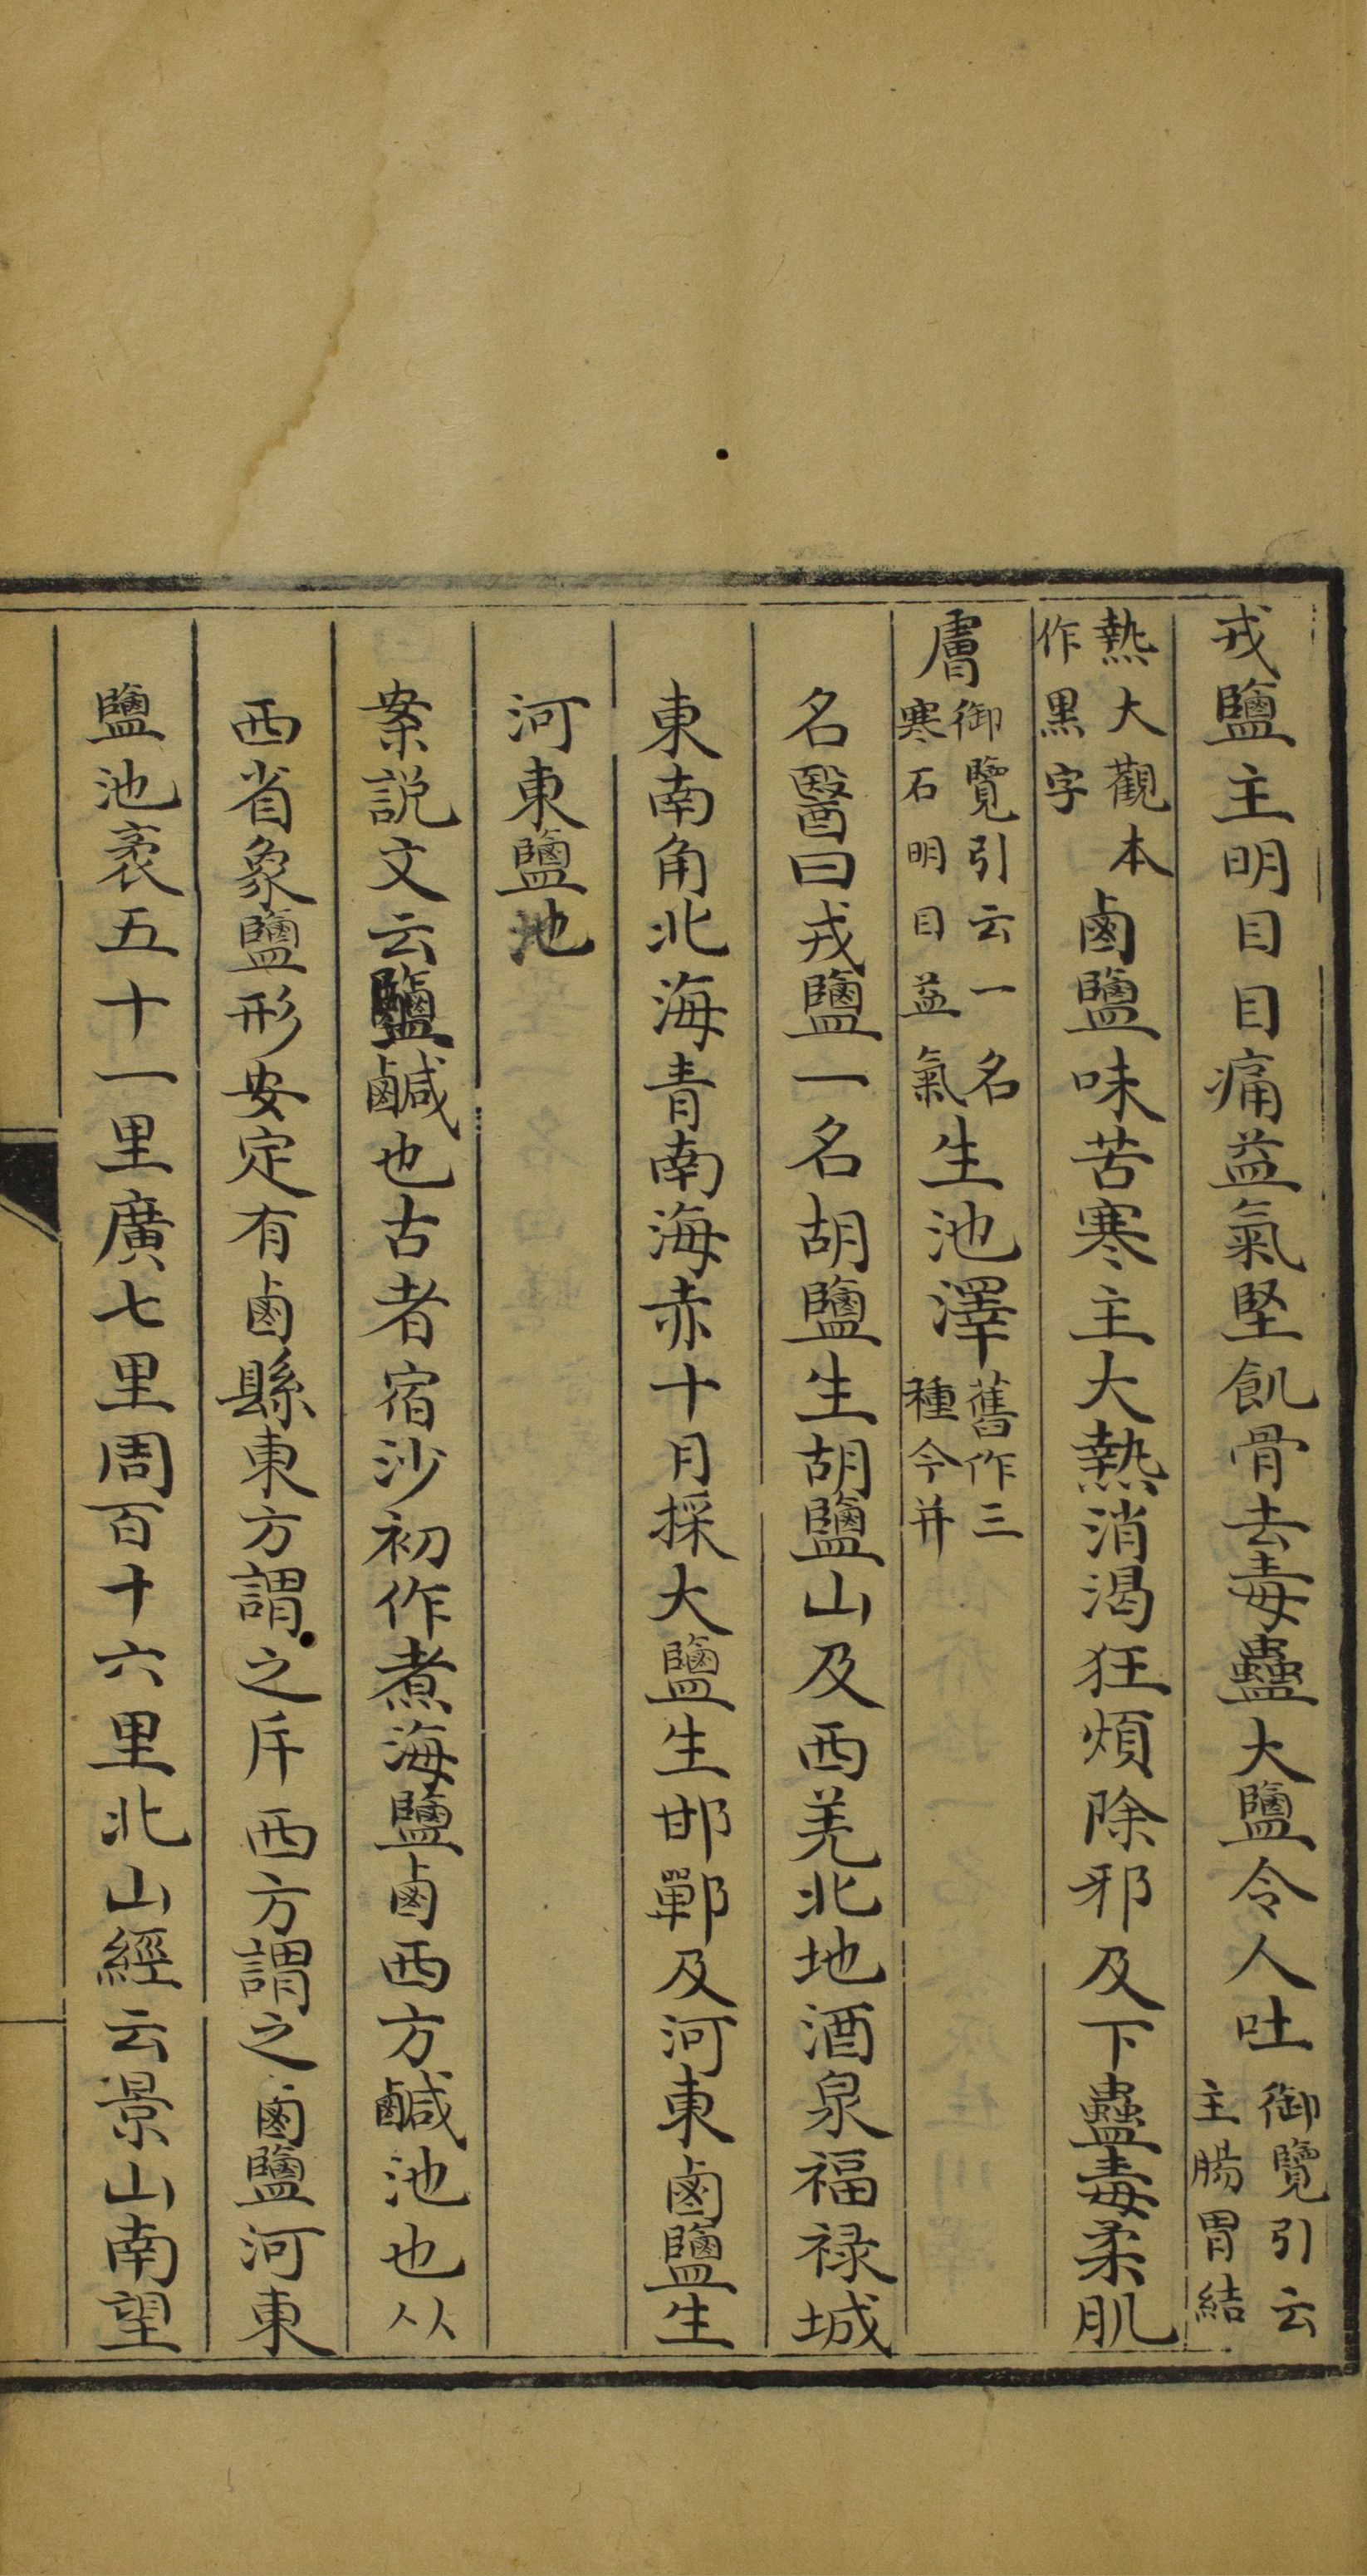 戎鹽主明目目痛益氣堅飢骨去毒蠱大鹽令人吐御覽引云主腸胃結
熱大觀本作黑字鹵鹽味苦寒主大熱消渴狂煩除邪及下蠱毒柔肌
膚御覽引云一名寒石明目益氣生池澤舊作三種今并
名醫曰戎鹽一名胡鹽生胡鹽山及西羌北地酒泉福祿城
東南角北海青南海赤十月採大鹽生邯鄲及河東鹵鹽生
河東鹽池
案説文云鹽鹹也古者宿沙初作煮海鹽鹵西方鹹池也从
西省象鹽形安定有鹵縣東方謂之斥西方謂之鹵鹽河東
鹽池袤五十一里廣七里周百十六里北山經云景山南望